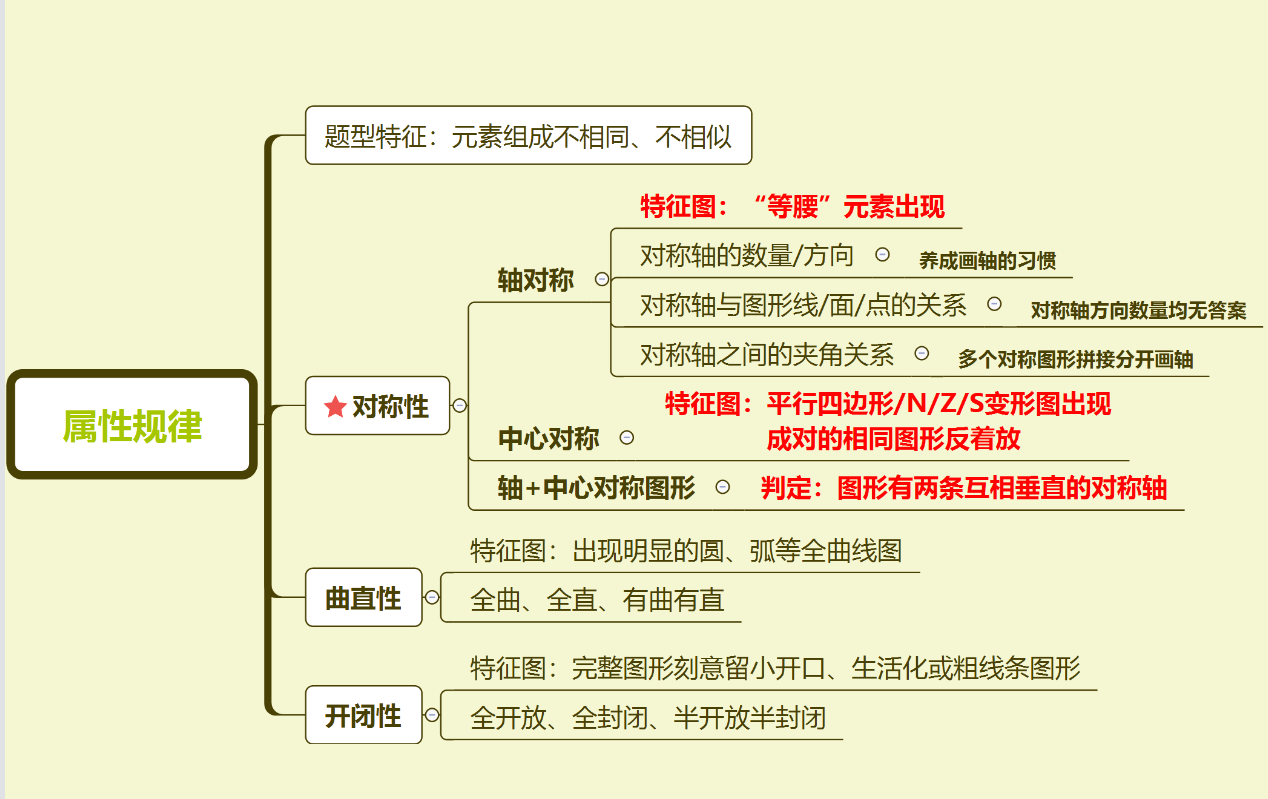 题型特征：元素组成不相同、不相似
特征图：“等腰”元素出现
对称轴的数量/方向
养成画轴的习惯
轴对称
对称轴与图形线/面/点的关系
对称轴方向数量均无答案
对称轴之间的夹角关系
多个对称图形拼接分开画轴
属性规律
对称性
特征图：平行四边形/N/Z/S变形图出现
成对的相同图形反着放
中心对称
轴+中心对称图形
判定：图形有两条互相垂直的对称轴
特征图：出现明显的圆、弧等全曲线图
曲直性
全曲、全直、有曲有直
特征图：完整图形刻意留小开口、生活化或粗线条图形
开闭性
全开放、全封闭、半开放半封闭